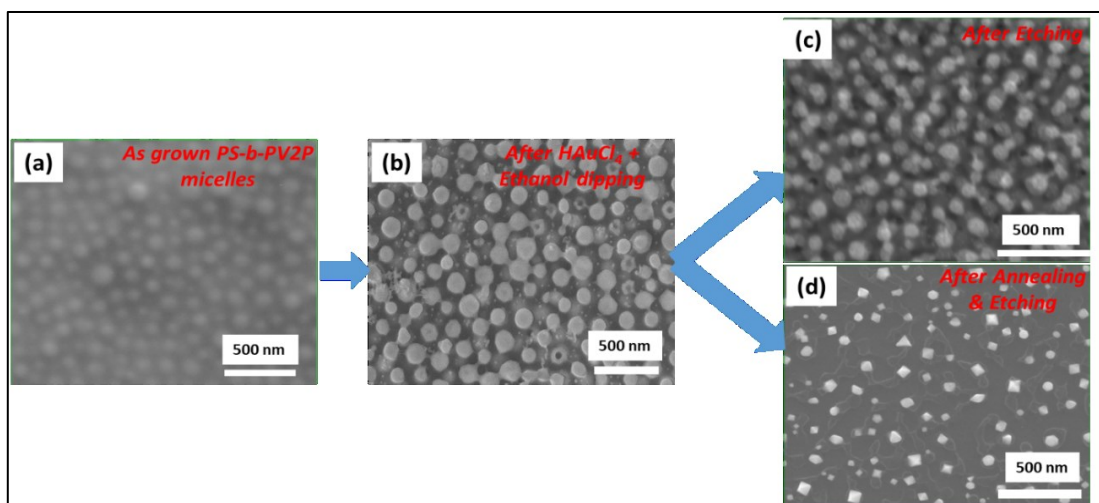 (a)
As grown PS-b-PV2P
micelles
500 nm
(b)
After HAuCl₄ +
Ethanol dipping
500 nm
(c)
After Etching
500 nm
(d)
After Annealing
& Etching
500 nm